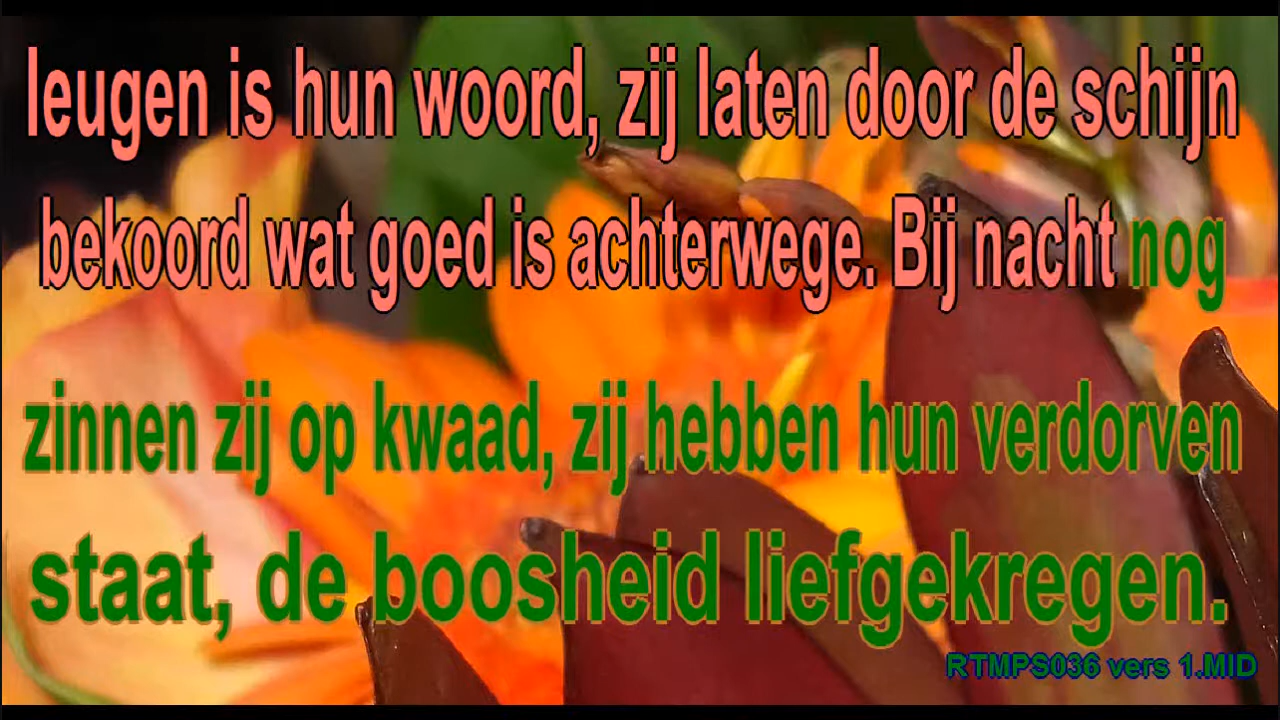 leugen is hun woord, zij laten door de schijn
bekoord wat goed is achterwege. Bij nacht nog
zinnen zij op kwaad, zij hebben hun verdorven
staat, de boosheid liefgekregen.
RTMPS036 vers 1.MID